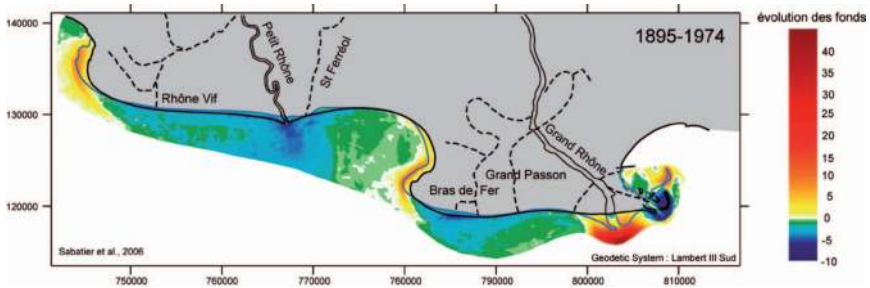 évolution des fonds
1895-1974
140000
130000
120000
Petit Rhône
St Ferréol
Rhône Vif
Grand Rhône
Grand Passon
Bras de Fer
Sabatier et al., 2006
Geodetic System : Lambert III Sud
750000
760000
770000
760000
790000
800000
810000
40
35
30
25
20
15
10
5
0
-5
-10